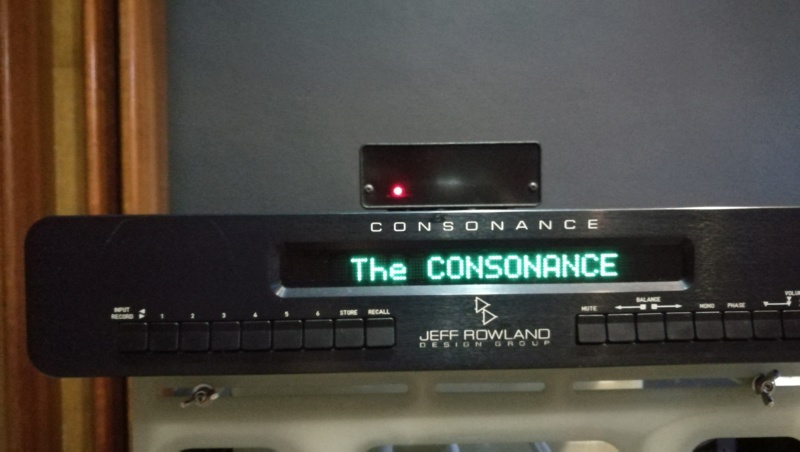 CONSONANCE
The CONSONANCE
INPUT
RECORD 1 2 3 4 5 6 STORE RECALL
JEFF ROWLAND
DESIGN GROUP
MUTE BALANCE MONO PHASE